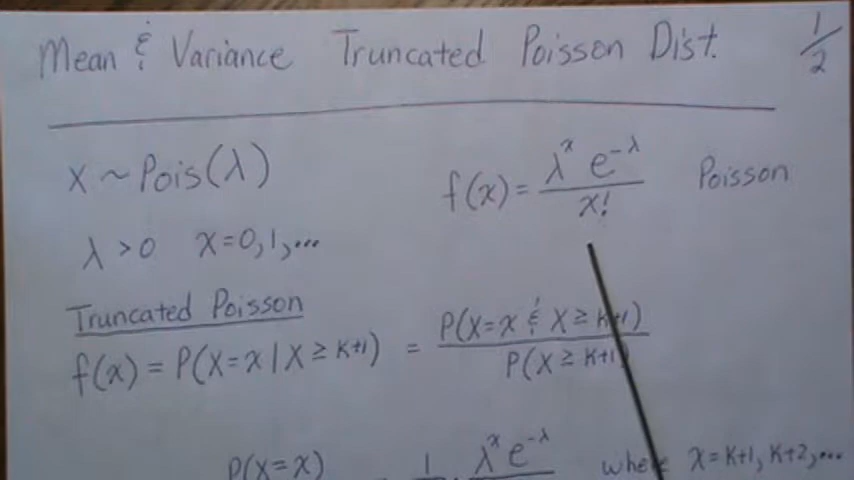 Mean & Variance Truncated Poisson Dist. 1/2
X ~ Pois(λ) f(x) = λ^x e^-λ / x! Poisson
λ > 0 x = 0, 1, ...
Truncated Poisson
f(x) = P(X = x | X ≥ K+1) = P(X = x & X ≥ K+1) / P(X ≥ K+1)
P(X = x) 1 · λ^x e^-λ where x = K+1, K+2, ...